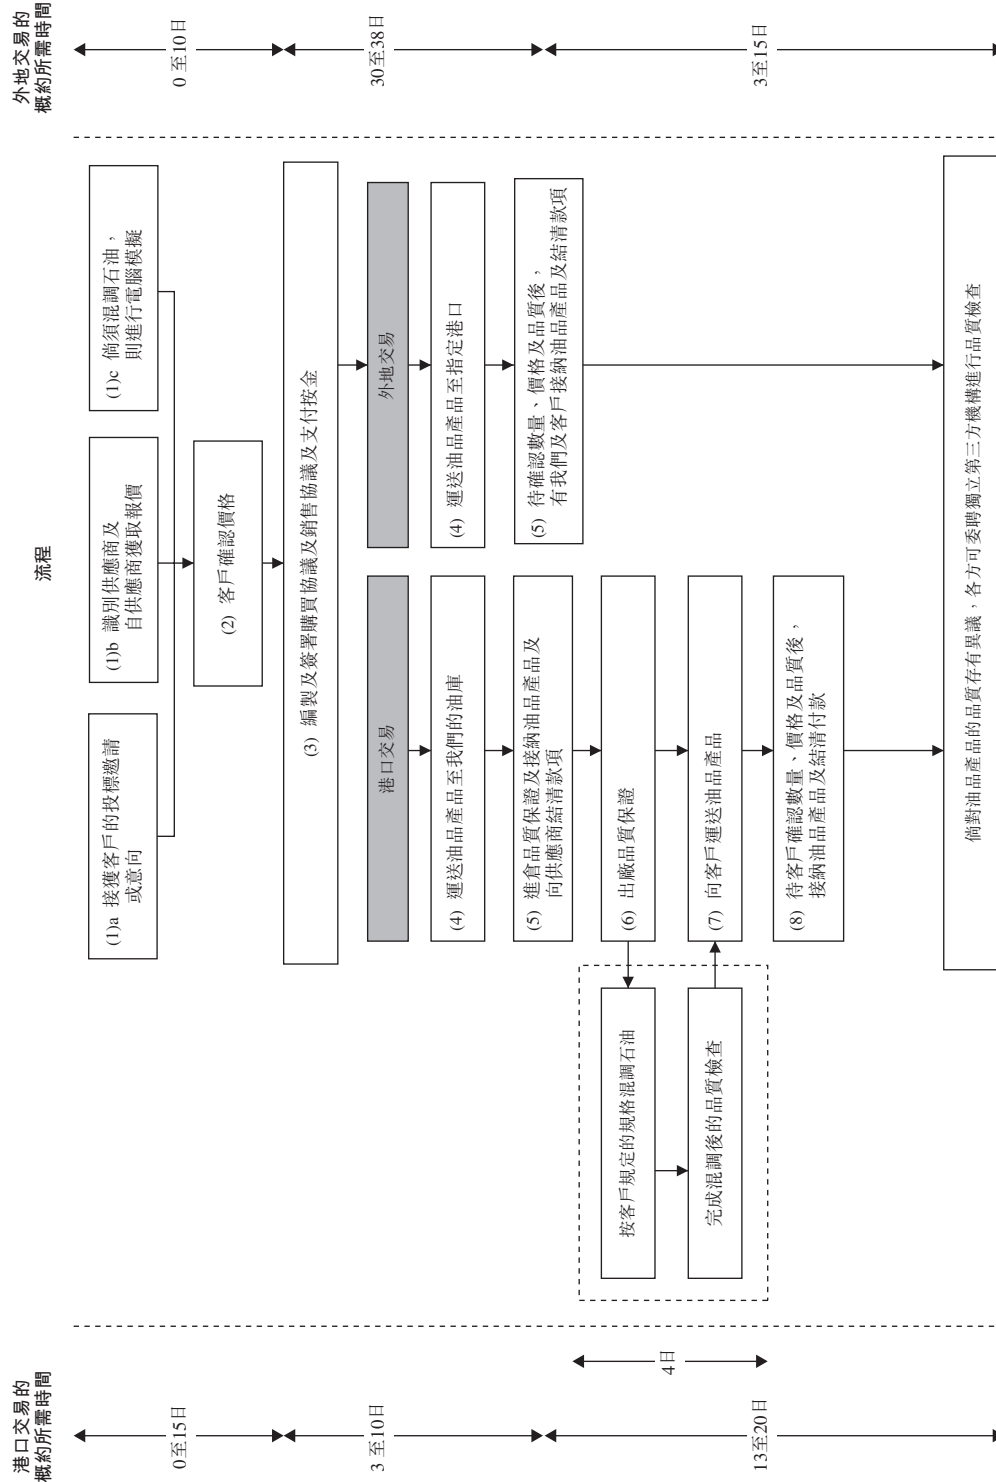 港口交易的
概約所需時間
流程
外地交易的
概約所需時間
0至15日
3 至10日
13至20日
4日
(1)a 接獲客戶的投標邀請
或意向
(1)b 識別供應商及
自供應商獲取報價
(1)c 倘須混調石油，
則進行電腦模擬
(2) 客戶確認價格
(3) 編製及簽署購買協議及銷售協議及支付按金
港口交易
(4) 運送油品產品至我們的油庫
(5) 進倉品質保證及接納油品產品及
向供應商結清款項
(6) 出廠品質保證
按客戶規定的規格混調石油
完成混調後的品質檢查
(7) 向客戶運送油品產品
(8) 待客戶確認數量、價格及品質後，
接納油品產品及結清付款
外地交易
(4) 運送油品產品至指定港口
(5) 待確認數量、價格及品質後，
有我們及客戶接納油品產品及結清款項
倘對油品產品的品質存有異議，各方可委聘獨立第三方機構進行品質檢查
0 至10日
30至38日
3至15日